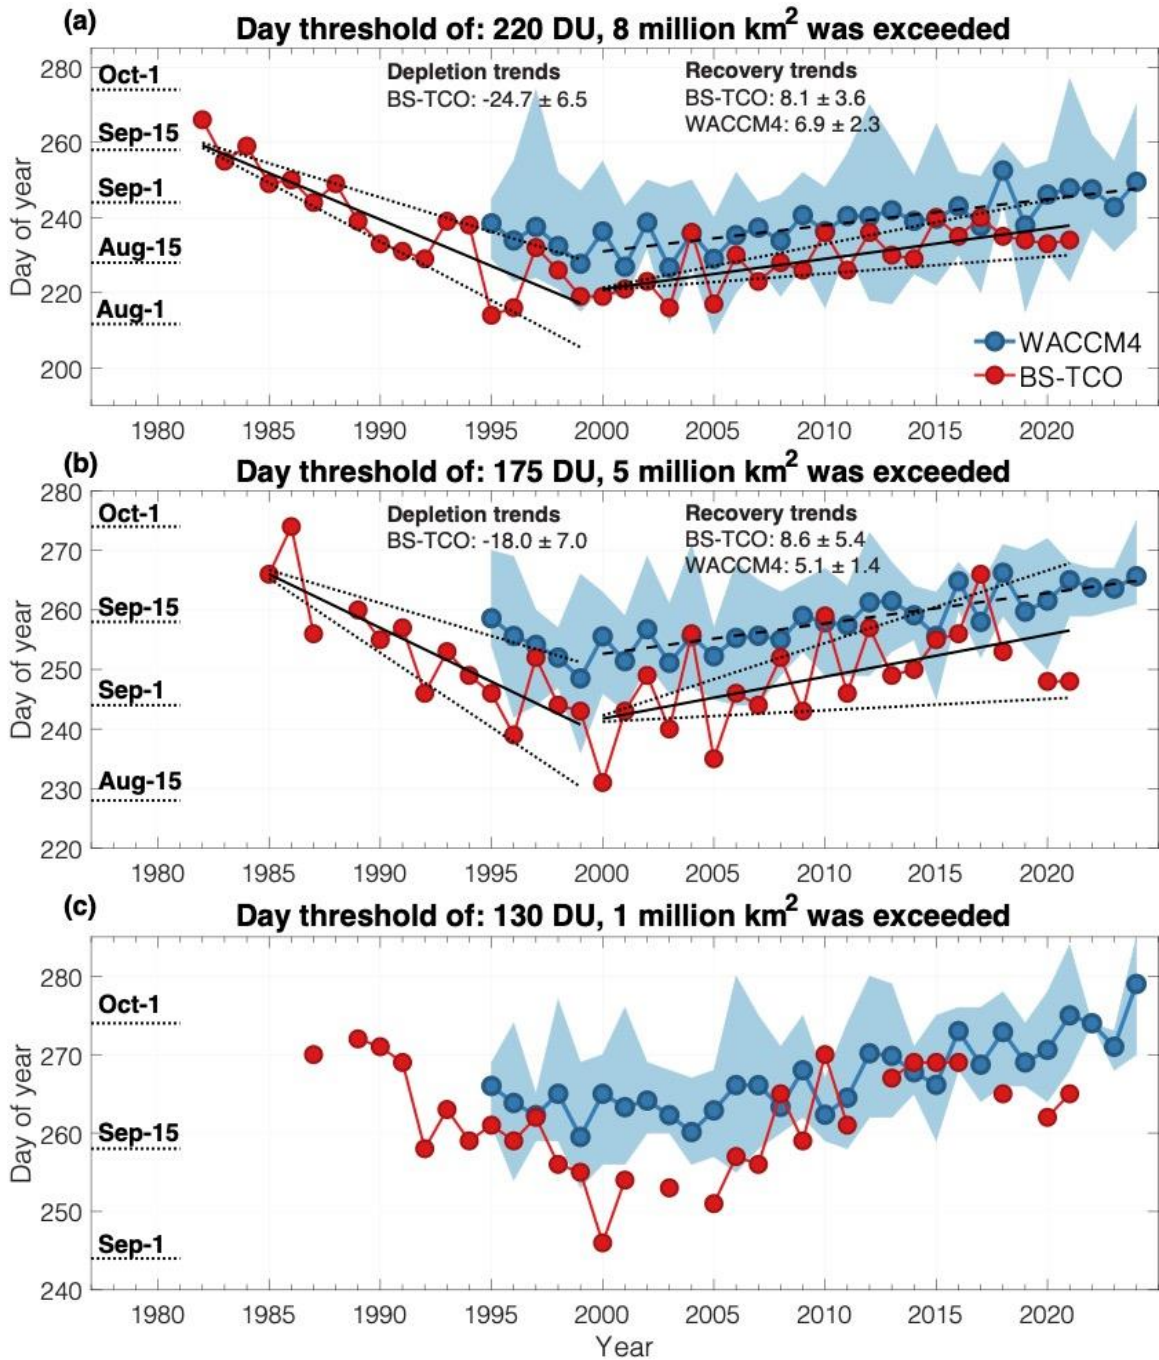 (a) Day threshold of: 220 DU, 8 million km² was exceeded
Depletion trends
BS-TCO: -24.7 ± 6.5
Recovery trends
BS-TCO: 8.1 ± 3.6
WACCM4: 6.9 ± 2.3
Oct-1
Sep-15
Sep-1
Aug-15
Aug-1
Day of year
280
260
240
220
200
WACCM4
BS-TCO
1980 1985 1990 1995 2000 2005 2010 2015 2020
(b) Day threshold of: 175 DU, 5 million km² was exceeded
Depletion trends
BS-TCO: -18.0 ± 7.0
Recovery trends
BS-TCO: 8.6 ± 5.4
WACCM4: 5.1 ± 1.4
Oct-1
Sep-15
Sep-1
Aug-15
Day of year
280
270
260
250
240
230
220
1980 1985 1990 1995 2000 2005 2010 2015 2020
(c) Day threshold of: 130 DU, 1 million km² was exceeded
Oct-1
Sep-15
Sep-1
Day of year
280
270
260
250
240
1980 1985 1990 1995 2000 2005 2010 2015 2020
Year